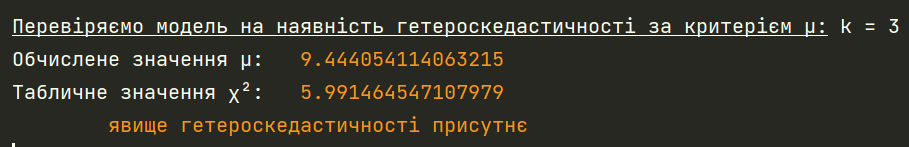 Перевіряємо модель на наявність гетероскедастичності за критерієм μ: k = 3
Обчислене значення μ: 9.444054114063215
Табличне значення χ²: 5.991464547107979
явище гетероскедастичності присутнє